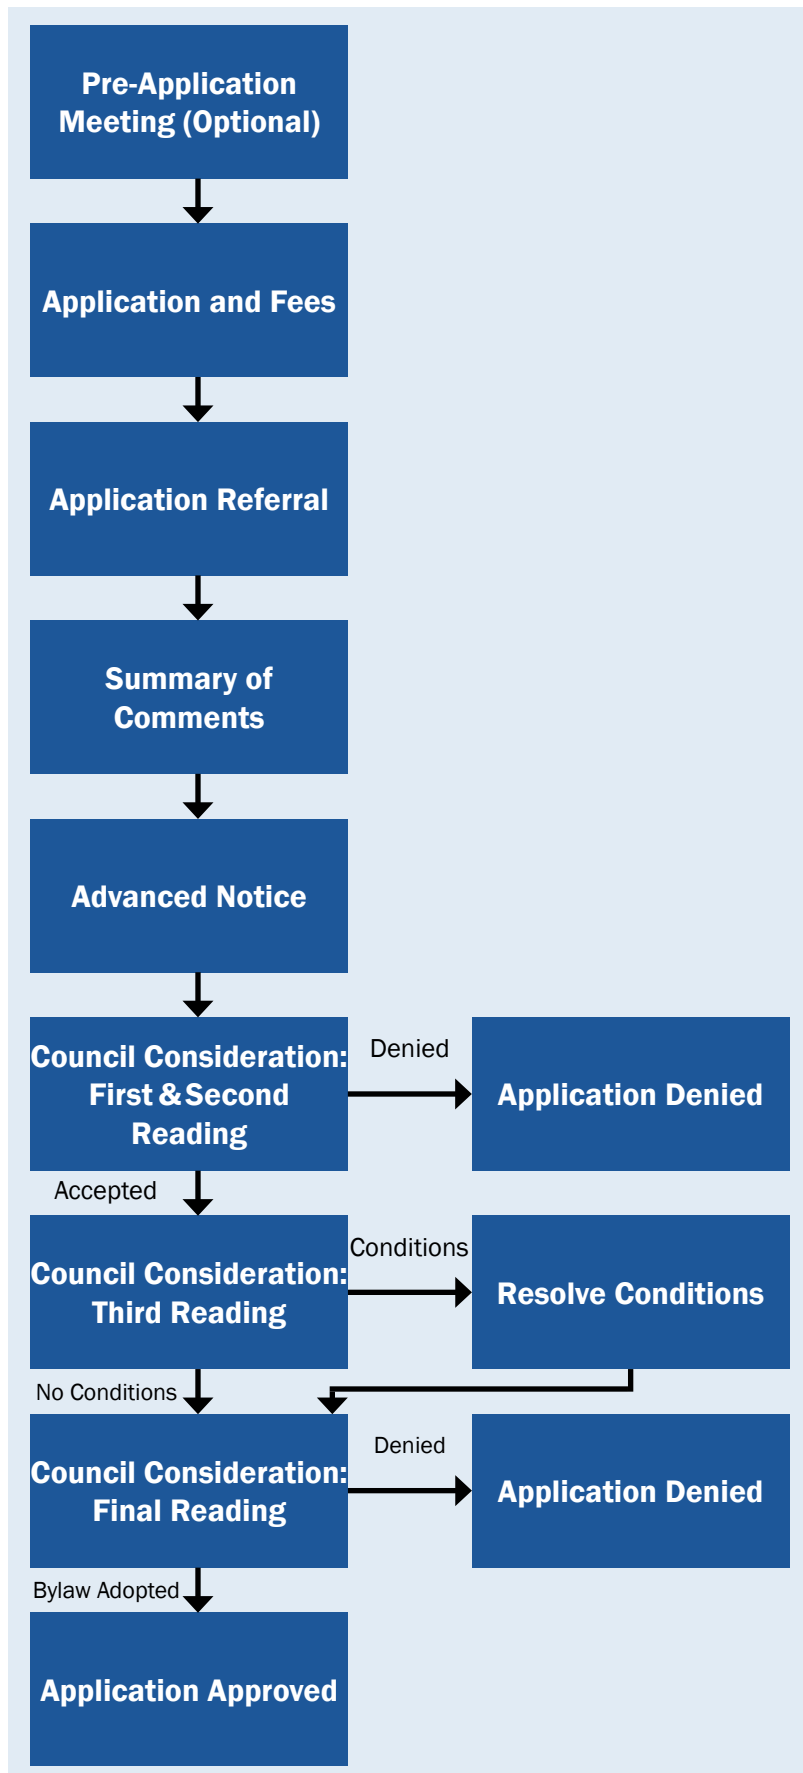 Pre-Application
Meeting (Optional)
Application and Fees
Application Referral
Summary of
Comments
Advanced Notice
Council Consideration:
First & Second
Reading
Denied
Application Denied
Accepted
Council Consideration:
Third Reading
Conditions
Resolve Conditions
No Conditions
Council Consideration:
Final Reading
Denied
Application Denied
Bylaw Adopted
Application Approved